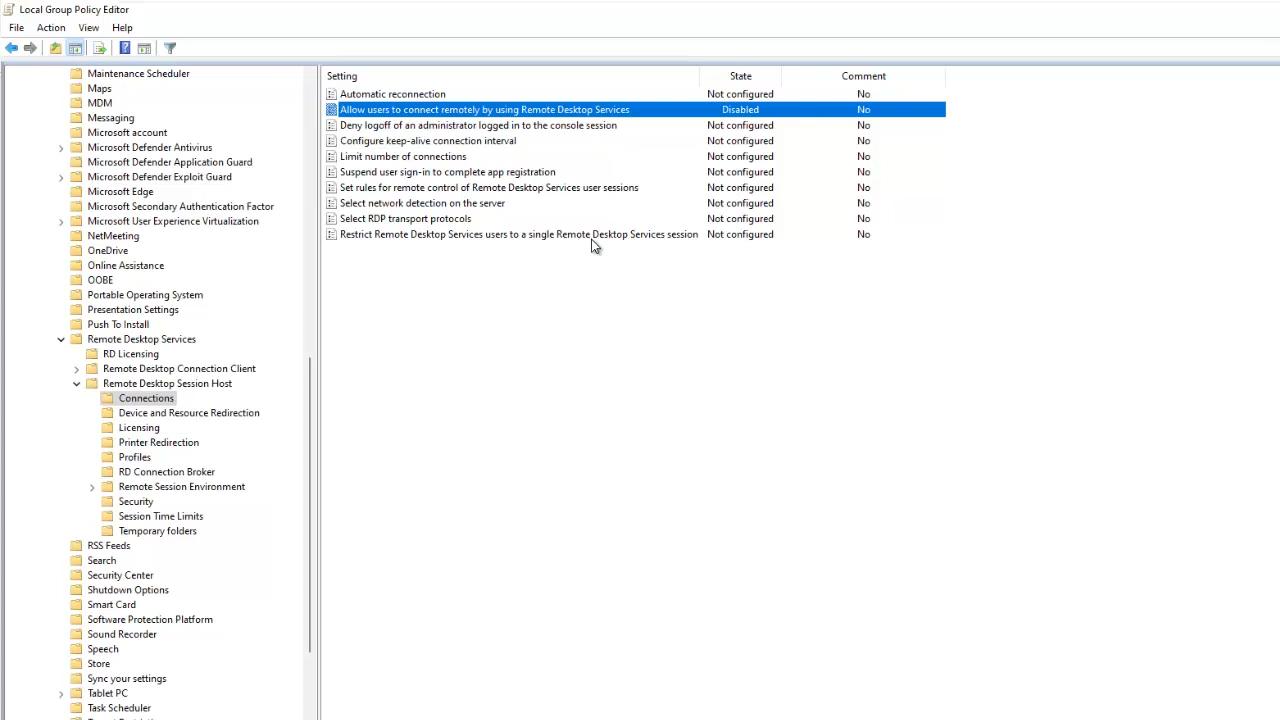 Local Group Policy Editor
File Action View Help
Maintenance Scheduler
Maps
MDM
Messaging
Microsoft account
Microsoft Defender Antivirus
Microsoft Defender Application Guard
Microsoft Defender Exploit Guard
Microsoft Edge
Microsoft Secondary Authentication Factor
Microsoft User Experience Virtualization
NetMeeting
OneDrive
Online Assistance
OOBE
Portable Operating System
Presentation Settings
Push To Install
Remote Desktop Services
RD Licensing
Remote Desktop Connection Client
Remote Desktop Session Host
Connections
Device and Resource Redirection
Licensing
Printer Redirection
Profiles
RD Connection Broker
Remote Session Environment
Security
Session Time Limits
Temporary folders
RSS Feeds
Search
Security Center
Shutdown Options
Smart Card
Software Protection Platform
Sound Recorder
Speech
Store
Sync your settings
Tablet PC
Task Scheduler
Setting State Comment
Automatic reconnection Not configured No
Allow users to connect remotely by using Remote Desktop Services Disabled No
Deny logoff of an administrator logged in to the console session Not configured No
Configure keep-alive connection interval Not configured No
Limit number of connections Not configured No
Suspend user sign-in to complete app registration Not configured No
Set rules for remote control of Remote Desktop Services user sessions Not configured No
Select network detection on the server Not configured No
Select RDP transport protocols Not configured No
Restrict Remote Desktop Services users to a single Remote Desktop Services session Not configured No